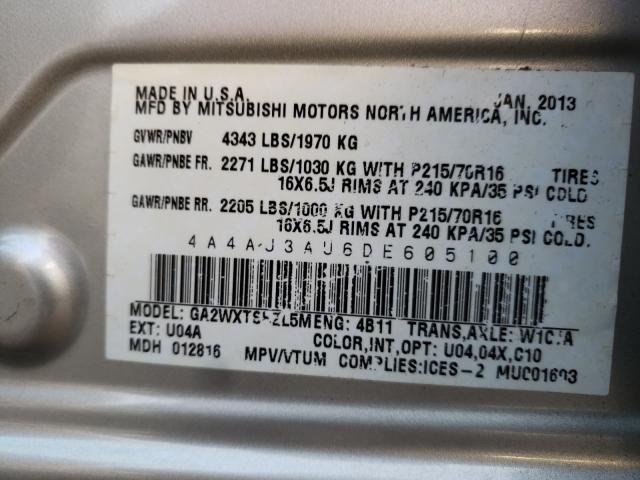 MADE IN U.S.A. JAN, 2013
MFD BY MITSUBISHI MOTORS NORTH AMERICA, INC.
GVWR/PNBV 4343 LBS/1970 KG
GAWR/PNBE FR. 2271 LBS/1030 KG WITH P215/70R16 TIRES
16X6.5J RIMS AT 240 KPA/35 PSI COLD
GAWR/PNBE RR. 2205 LBS/1000 KG WITH P215/70R16 TIRES
16X6.5J RIMS AT 240 KPA/35 PSI COLD.
4A4AJ3AU6DE605100
MODEL: ENG: 4B11 TRANS,AXLE:
EXT: U04A COLOR,INT,OPT: U04,04X,C10
MDH 012816 MPV/VTUM COMPLIES:ICES-2